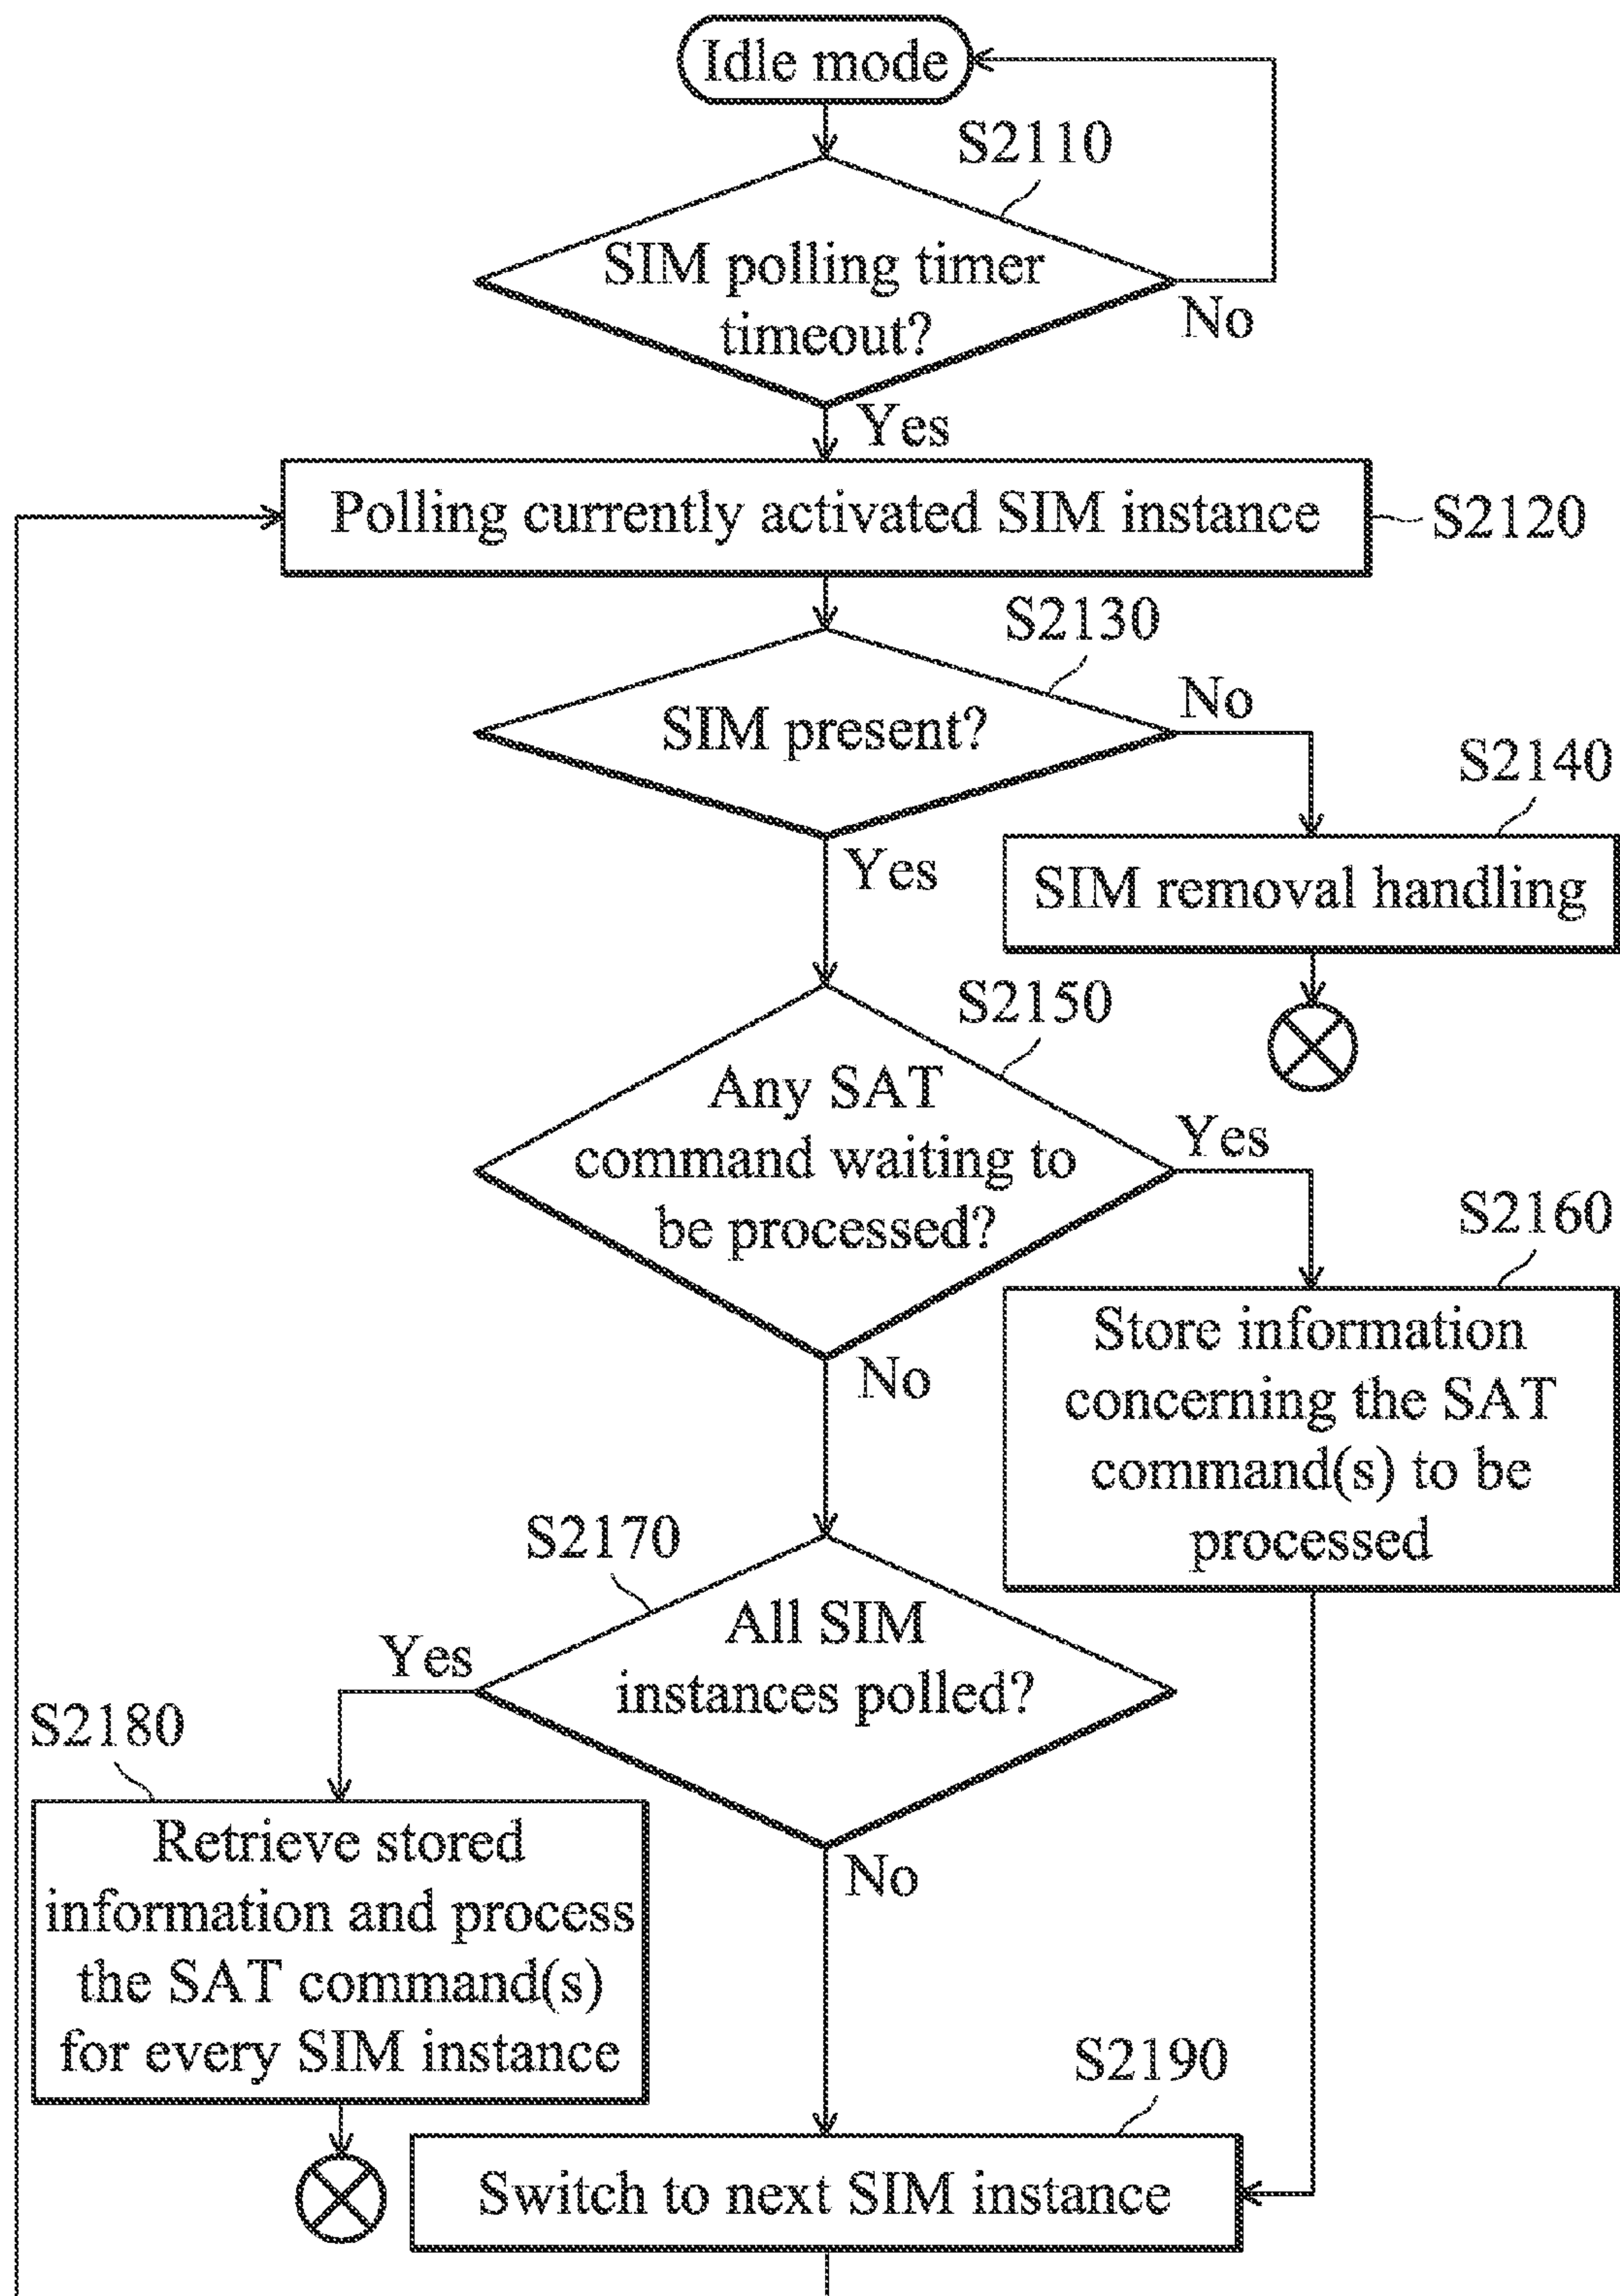 Idle mode
S2110
SIM polling timer
timeout?
No
Yes
Polling currently activated SIM instance
S2120
S2130
SIM present?
No
S2140
Yes
SIM removal handling
S2150
Any SAT
command waiting to
be processed?
Yes
S2160
No
Store information
concerning the SAT
command(s) to be
processed
S2170
All SIM
instances polled?
Yes
S2180
No
Retrieve stored
information and process
the SAT command(s)
for every SIM instance
S2190
Switch to next SIM instance